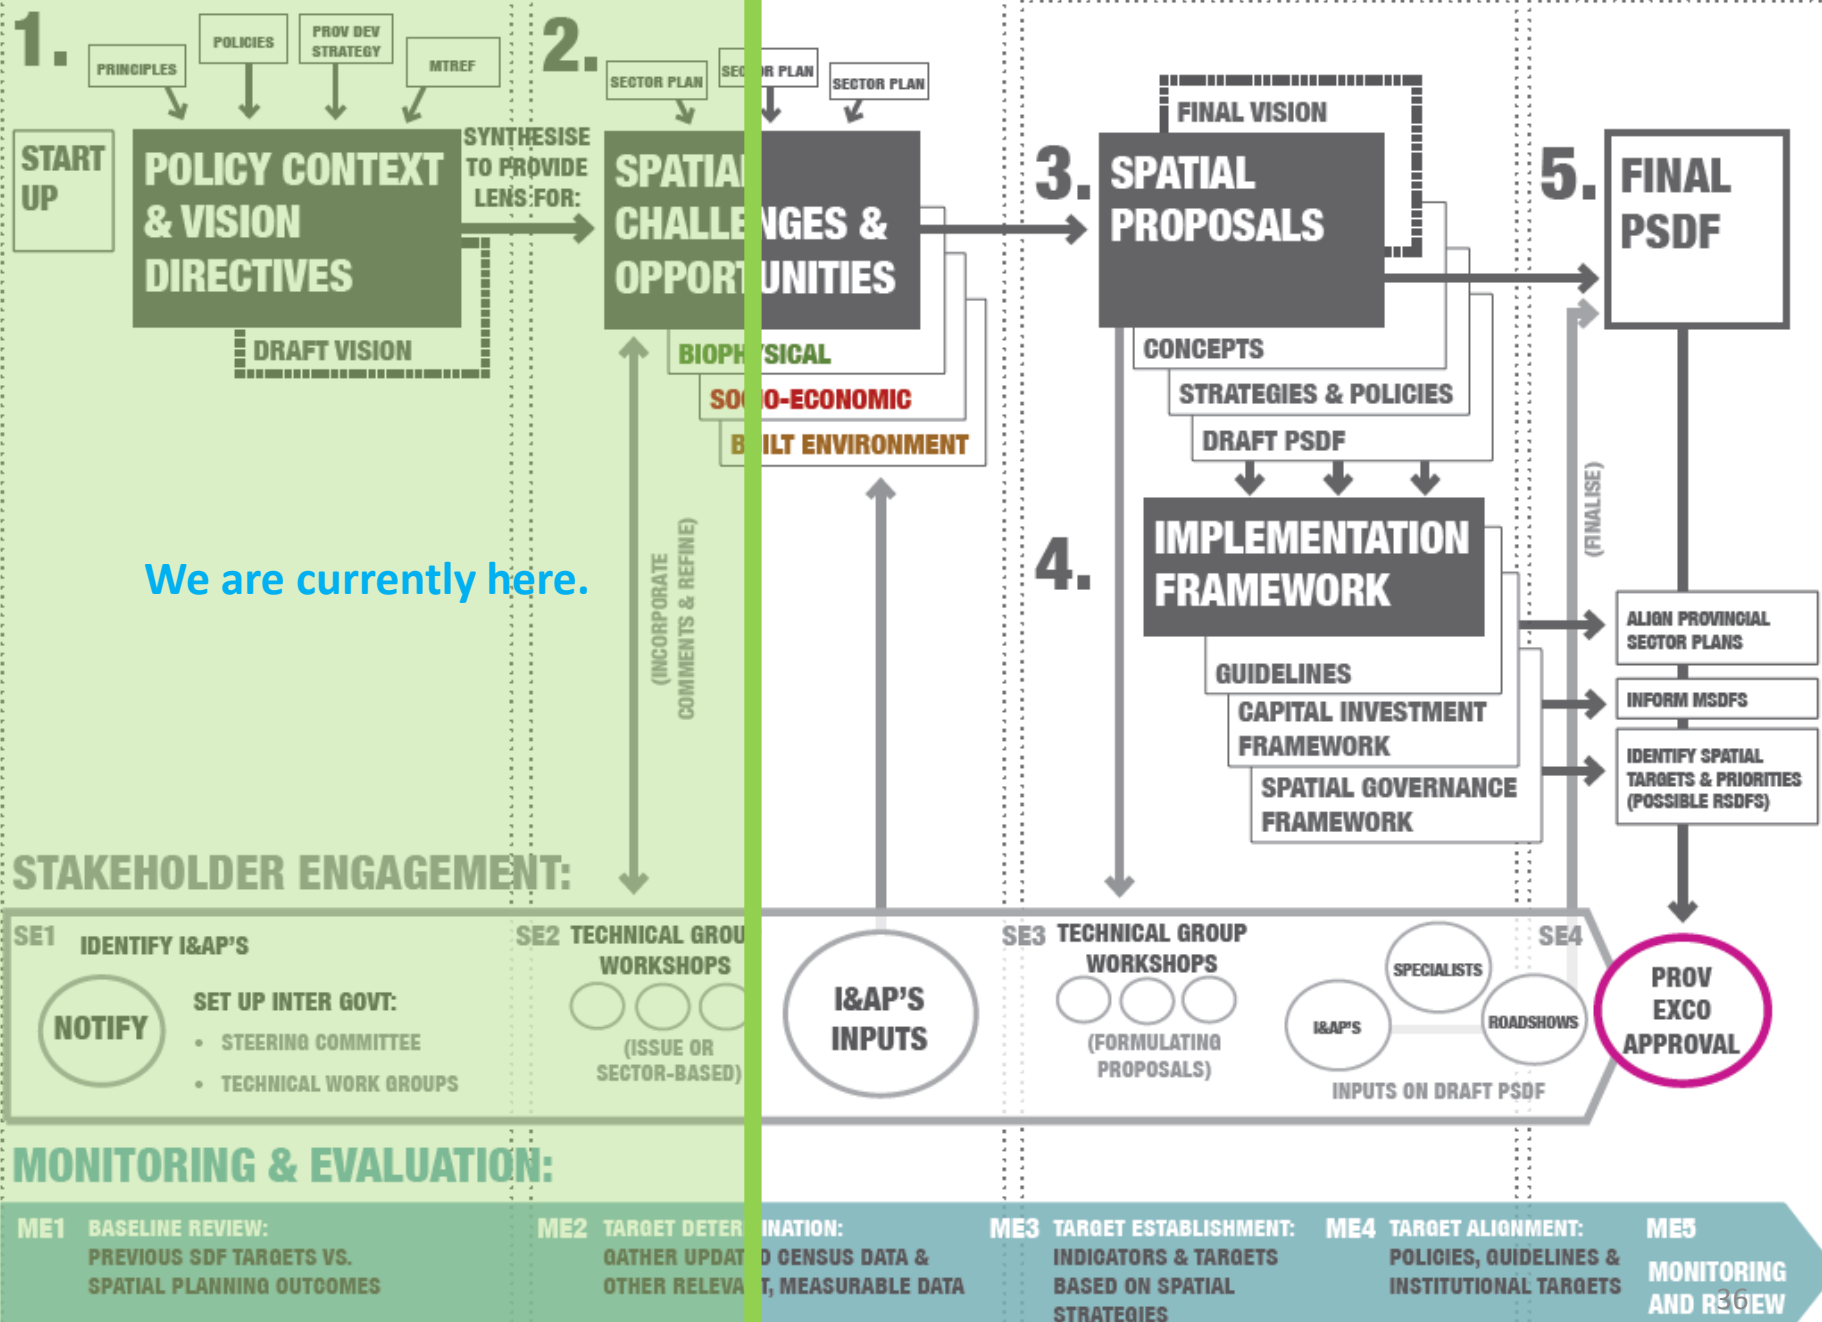 1.
PRINCIPLES
POLICIES
PROV DEV
STRATEGY
MTREF
START
UP
POLICY CONTEXT
& VISION
DIRECTIVES
DRAFT VISION
SYNTHESISE
TO PROVIDE
LENS FOR:
2.
SECTOR PLAN
SECTOR PLAN
SECTOR PLAN
SPATIAL
CHALLENGES &
OPPORTUNITIES
BIOPHYSICAL
SOCIO-ECONOMIC
BUILT ENVIRONMENT
(INCORPORATE
COMMENTS & REFINE)
We are currently here.
3.
FINAL VISION
SPATIAL
PROPOSALS
CONCEPTS
STRATEGIES & POLICIES
DRAFT PSDF
4.
IMPLEMENTATION
FRAMEWORK
GUIDELINES
CAPITAL INVESTMENT
FRAMEWORK
SPATIAL GOVERNANCE
FRAMEWORK
5.
FINAL
PSDF
(FINALISE)
ALIGN PROVINCIAL
SECTOR PLANS
INFORM MSDFS
IDENTIFY SPATIAL
TARGETS & PRIORITIES
(POSSIBLE RSDFS)
STAKEHOLDER ENGAGEMENT:
SE1
IDENTIFY I&AP'S
NOTIFY
SET UP INTER GOVT:
• STEERING COMMITTEE
• TECHNICAL WORK GROUPS
SE2
TECHNICAL GROU
WORKSHOPS
(ISSUE OR
SECTOR-BASED)
I&AP'S
INPUTS
SE3
TECHNICAL GROUP
WORKSHOPS
(FORMULATING
PROPOSALS)
I&AP'S
SPECIALISTS
ROADSHOWS
INPUTS ON DRAFT PSDF
SE4
PROV
EXCO
APPROVAL
MONITORING & EVALUATION:
ME1 BASELINE REVIEW:
PREVIOUS SDF TARGETS VS.
SPATIAL PLANNING OUTCOMES
ME2 TARGET DETERMINATION:
GATHER UPDATED CENSUS DATA &
OTHER RELEVANT, MEASURABLE DATA
ME3 TARGET ESTABLISHMENT:
INDICATORS & TARGETS
BASED ON SPATIAL
STRATEGIES
ME4 TARGET ALIGNMENT:
POLICIES, GUIDELINES &
INSTITUTIONAL TARGETS
ME5
MONITORING
AND REVIEW
36